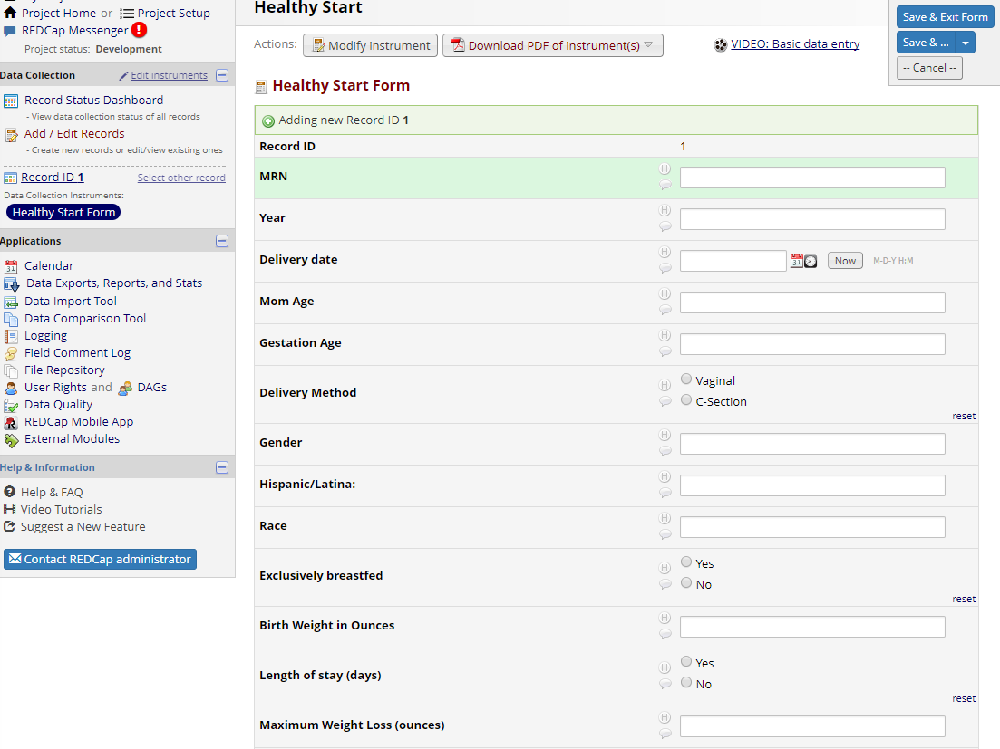 Project Home or Project Setup
REDCap Messenger !
Project status: Development
Data Collection Edit instruments
Record Status Dashboard
- View data collection status of all records
Add / Edit Records
- Create new records or edit/view existing ones
Record ID 1 Select other record
Data Collection Instruments:
Healthy Start Form
Applications
Calendar
Data Exports, Reports, and Stats
Data Import Tool
Data Comparison Tool
Logging
Field Comment Log
File Repository
User Rights and DAGs
Data Quality
REDCap Mobile App
External Modules
Help & Information
Help & FAQ
Video Tutorials
Suggest a New Feature
Contact REDCap administrator
Healthy Start
Actions: Modify instrument Download PDF of instrument(s) VIDEO: Basic data entry
Save & Exit Form
Save & ...
-- Cancel --
Healthy Start Form
Adding new Record ID 1
Record ID 1
MRN H
Year H
Delivery date H 31 Now M-D-Y H:M
Mom Age H
Gestation Age H
Delivery Method H Vaginal
C-Section
reset
Gender H
Hispanic/Latina: H
Race H
Exclusively breastfed H Yes
No
reset
Birth Weight in Ounces H
Length of stay (days) H Yes
No
reset
Maximum Weight Loss (ounces) H